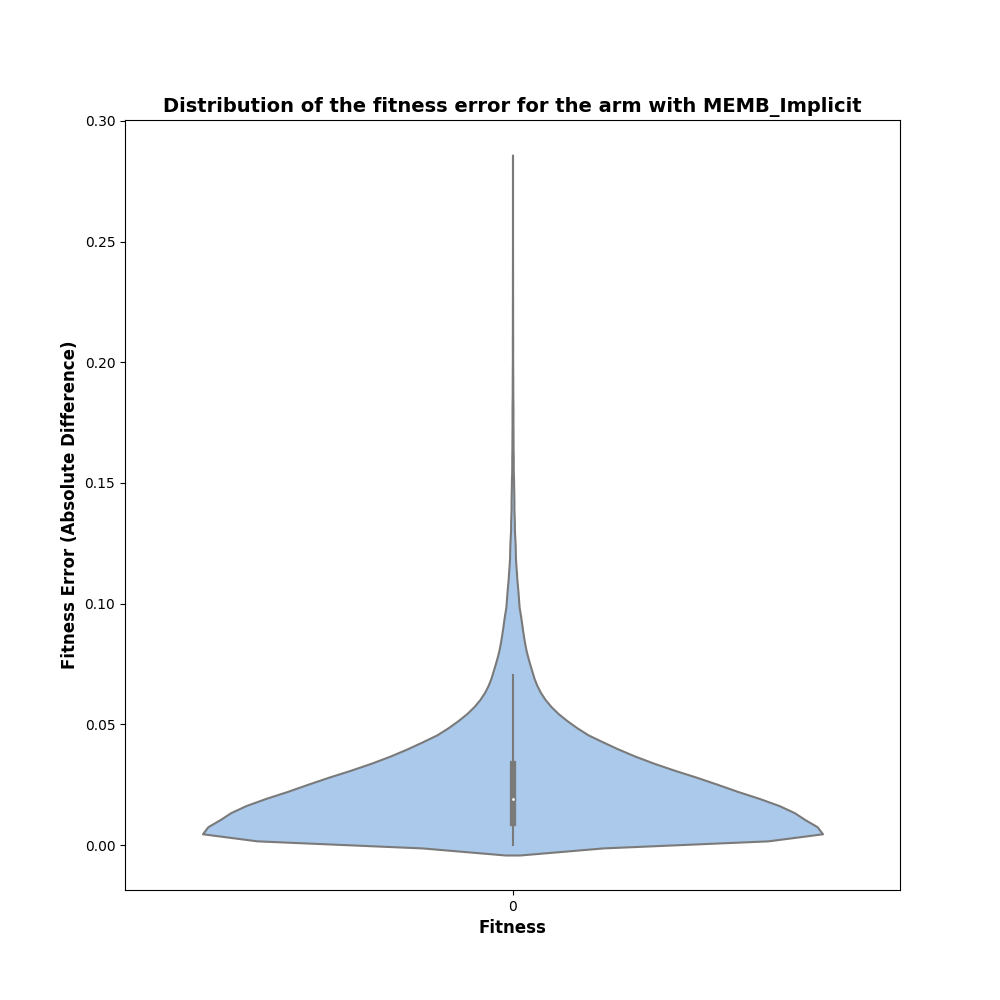 Distribution of the fitness error for the arm with MEMB_Implicit
0.30
0.25
0.20
0.15
0.10
0.05
0.00
Fitness Error (Absolute Difference)
0
Fitness